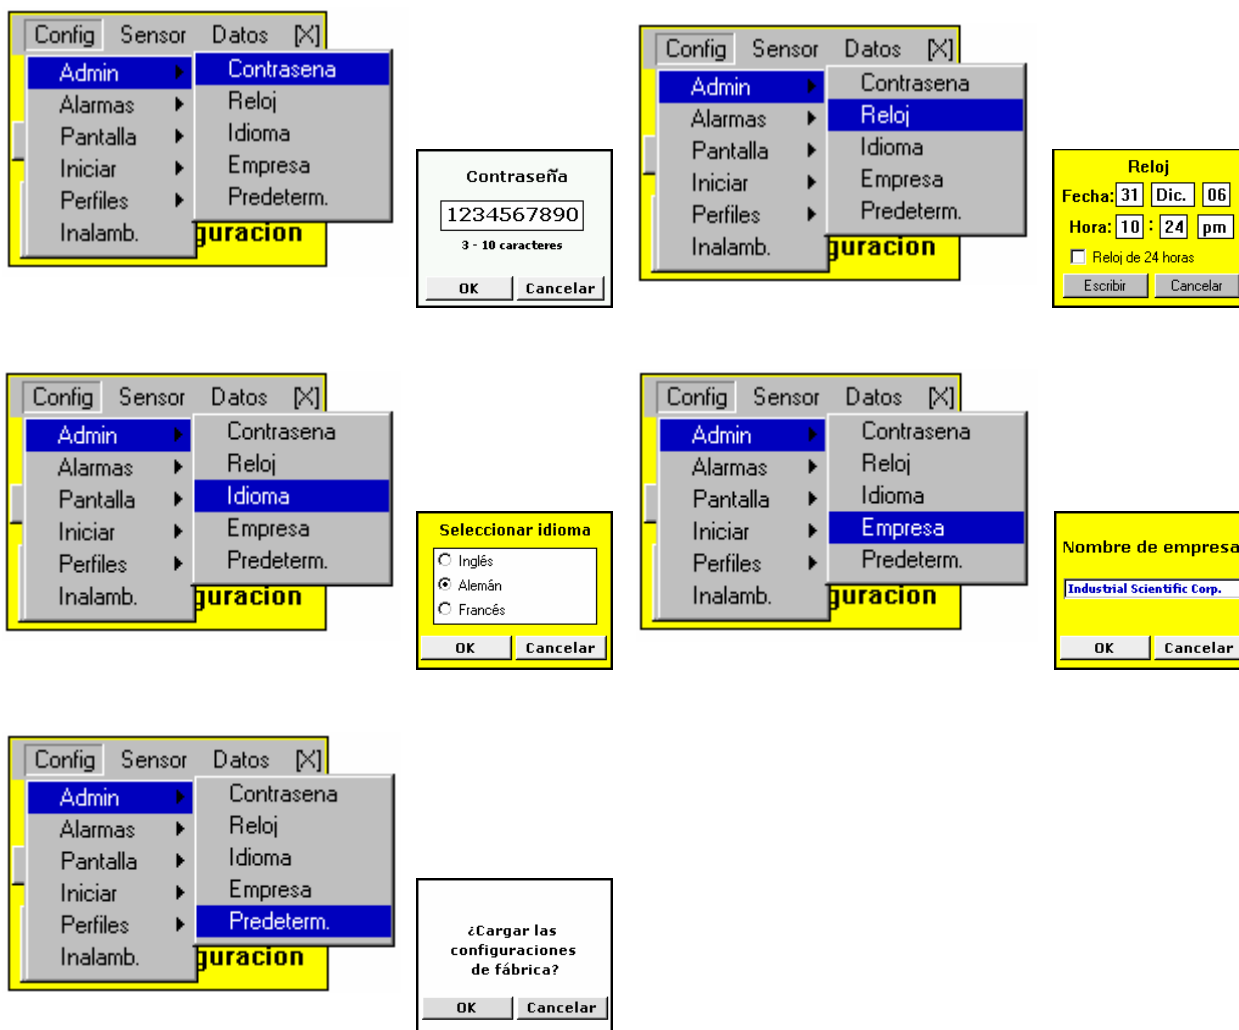 Config Sensor Datos [X]
Admin
Alarmas
Pantalla
Iniciar
Perfiles
Inalamb.
Contrasena
Reloj
Idioma
Empresa
Predeterm.
guracion
Contraseña
1234567890
3 - 10 caracteres
OK Cancelar
Config Sensor Datos [X]
Admin
Alarmas
Pantalla
Iniciar
Perfiles
Inalamb.
Contrasena
Reloj
Idioma
Empresa
Predeterm.
guracion
Reloj
Fecha: 31 Dic. 06
Hora: 10 : 24 pm
Reloj de 24 horas
Escribir Cancelar
Config Sensor Datos [X]
Admin
Alarmas
Pantalla
Iniciar
Perfiles
Inalamb.
Contrasena
Reloj
Idioma
Empresa
Predeterm.
guracion
Seleccionar idioma
Inglés
Alemán
Francés
OK Cancelar
Config Sensor Datos [X]
Admin
Alarmas
Pantalla
Iniciar
Perfiles
Inalamb.
Contrasena
Reloj
Idioma
Empresa
Predeterm.
guracion
Nombre de empresa
Industrial Scientific Corp.
OK Cancelar
Config Sensor Datos [X]
Admin
Alarmas
Pantalla
Iniciar
Perfiles
Inalamb.
Contrasena
Reloj
Idioma
Empresa
Predeterm.
guracion
¿Cargar las
configuraciones
de fábrica?
OK Cancelar